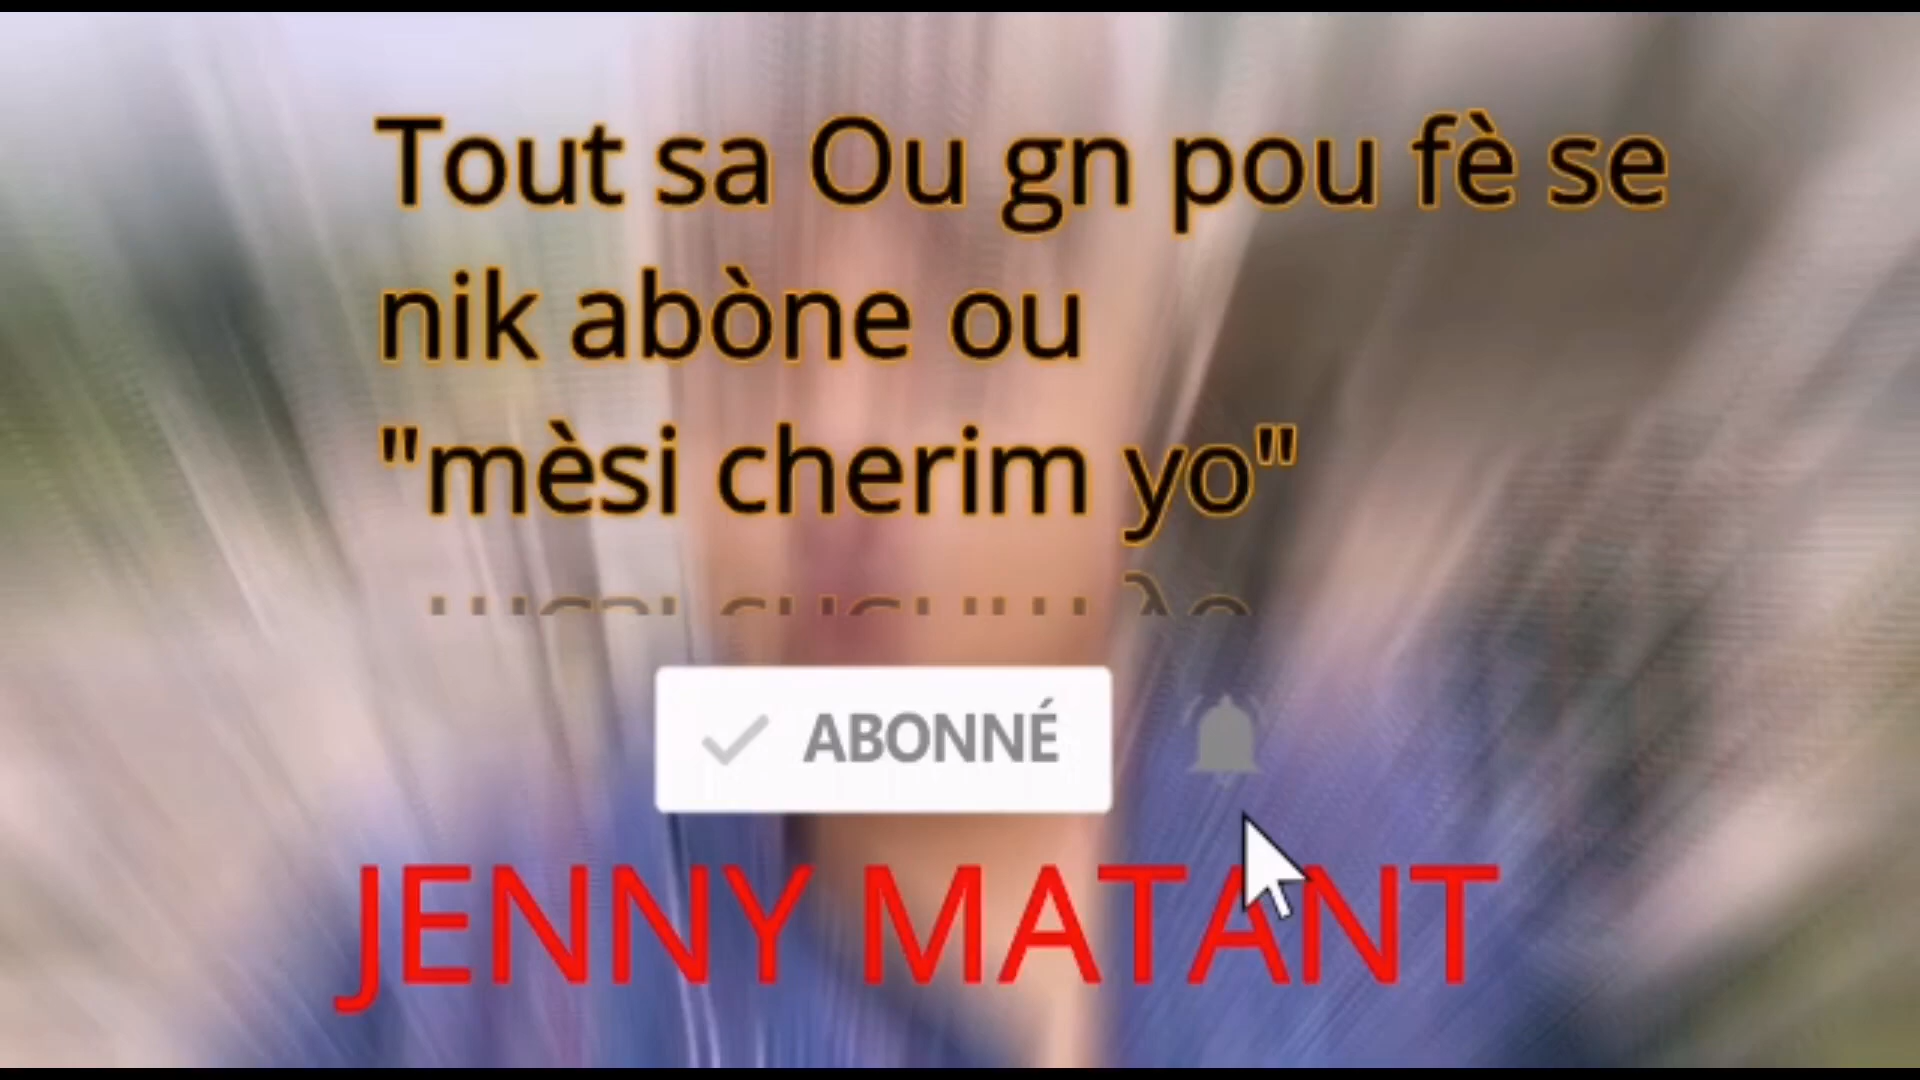 Tout sa Ou gn pou fè se
nik abòne ou
"mèsi cherim yo"
ABONNÉ
JENNY MATANT